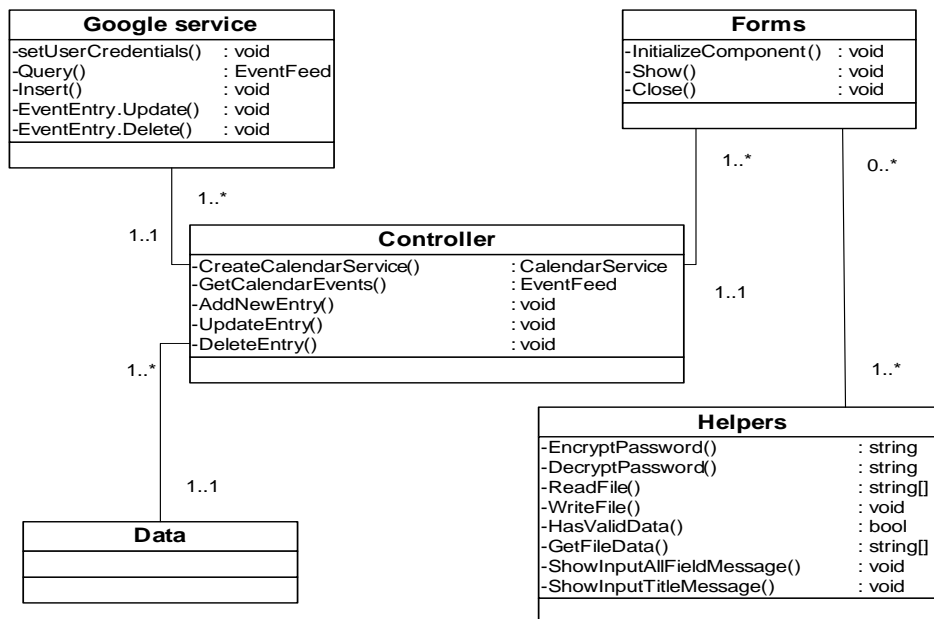 Google service
-setUserCredentials() : void
-Query() : EventFeed
-Insert() : void
-EventEntry.Update() : void
-EventEntry.Delete() : void
Forms
-InitializeComponent() : void
-Show() : void
-Close() : void
1..*
1..1
1..*
0..*
Controller
-CreateCalendarService() : CalendarService
-GetCalendarEvents() : EventFeed
-AddNewEntry() : void
-UpdateEntry() : void
-DeleteEntry() : void
1..1
1..*
1..*
1..1
Data
Helpers
-EncryptPassword() : string
-DecryptPassword() : string
-ReadFile() : string[]
-WriteFile() : void
-HasValidData() : bool
-GetFileData() : string[]
-ShowInputAllFieldMessage() : void
-ShowInputTitleMessage() : void